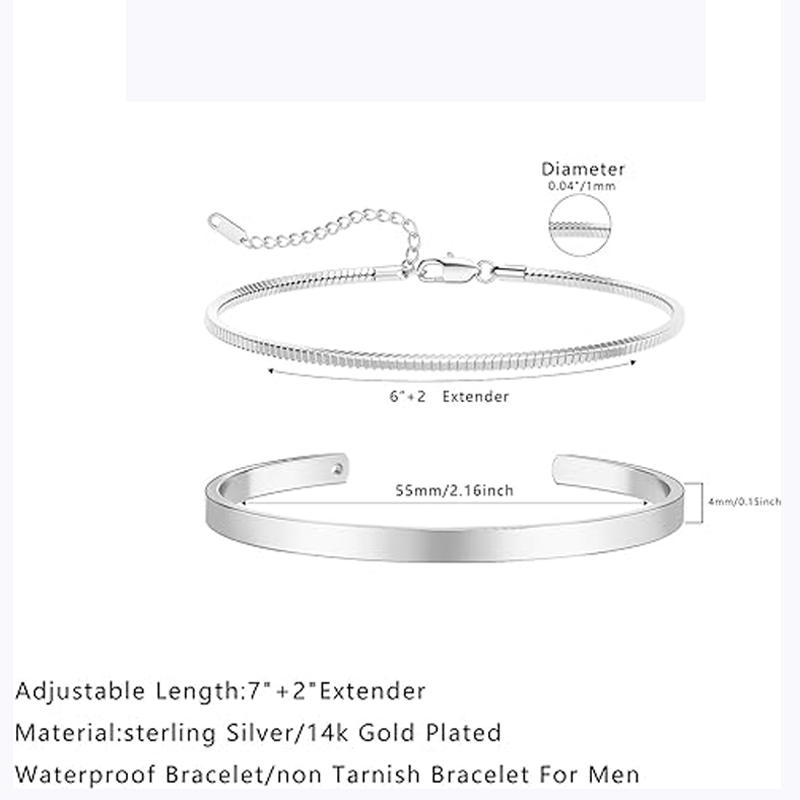 Diameter
0.04"/1mm
6"+2 Extender
55mm/2.16inch
4mm/0.15inch
Adjustable Length:7"+2"Extender
Material:sterling Silver/14k Gold Plated
Waterproof Bracelet/non Tarnish Bracelet For Men